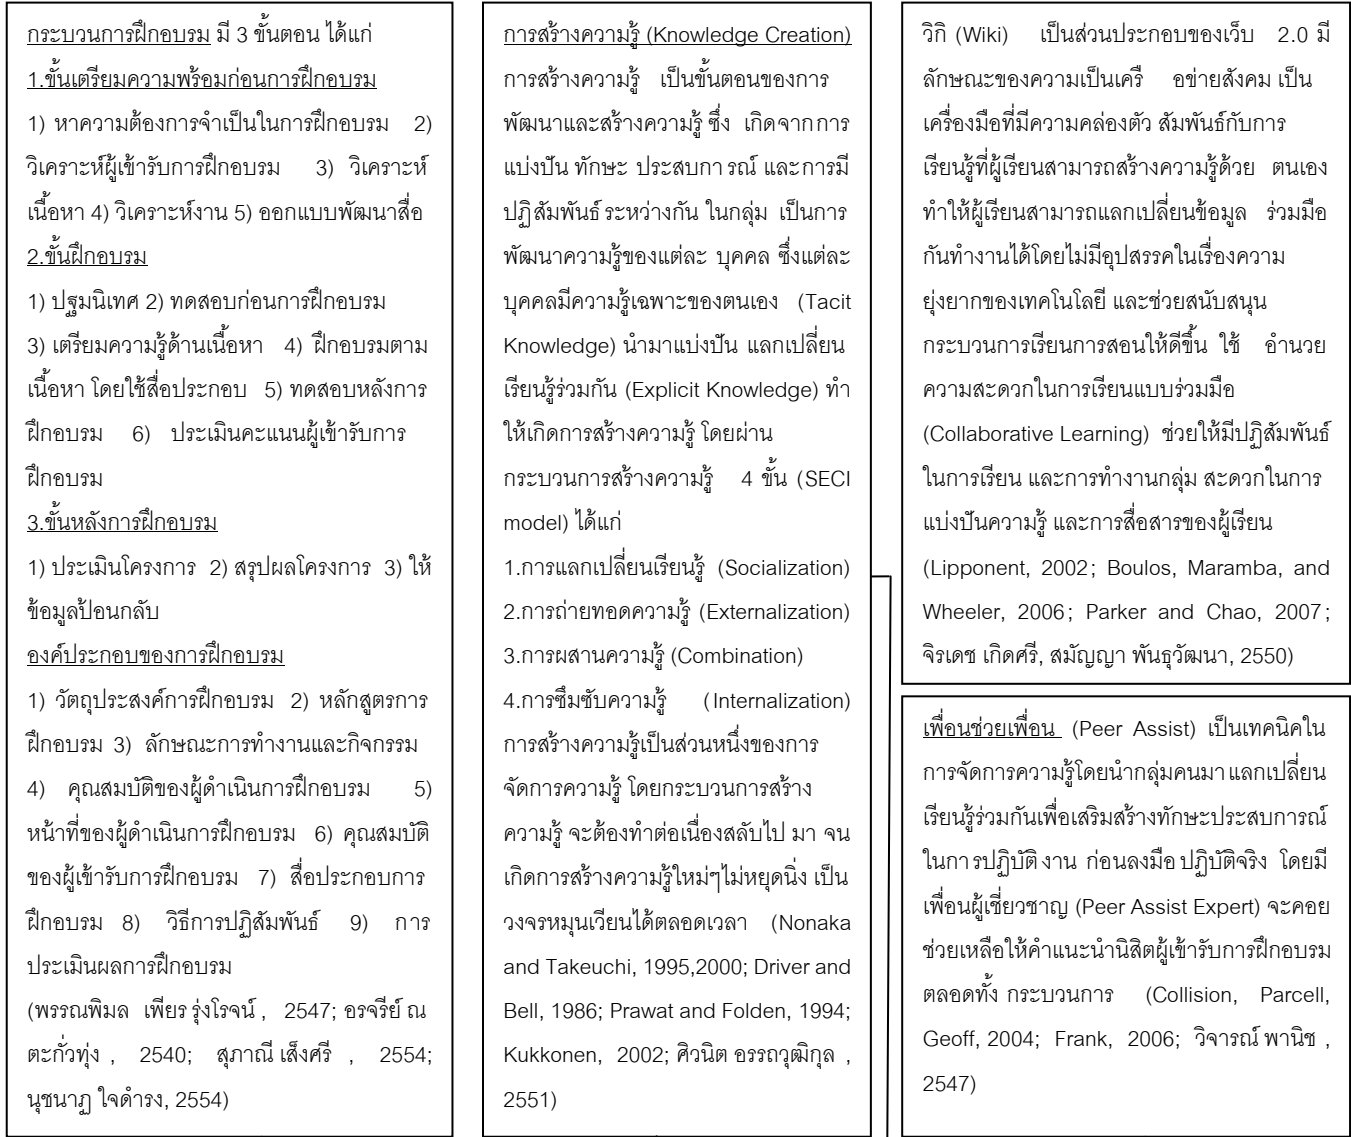 กระบวนการฝึกอบรม มี 3 ขั้นตอน ได้แก่
1.ขั้นเตรียมความพร้อมก่อนการฝึกอบรม
1) หาความต้องการจำเป็นในการฝึกอบรม 2)
วิเคราะห์ผู้เข้ารับการฝึกอบรม 3) วิเคราะห์
เนื้อหา 4) วิเคราะห์งาน 5) ออกแบบพัฒนาสื่อ
2.ขั้นฝึกอบรม
1) ปฐมนิเทศ 2) ทดสอบก่อนการฝึกอบรม
3) เตรียมความรู้ด้านเนื้อหา 4) ฝึกอบรมตาม
เนื้อหา โดยใช้สื่อประกอบ 5) ทดสอบหลังการ
ฝึกอบรม 6) ประเมินคะแนนผู้เข้ารับการ
ฝึกอบรม
3.ขั้นหลังการฝึกอบรม
1) ประเมินโครงการ 2) สรุปผลโครงการ 3) ให้
ข้อมูลป้อนกลับ
องค์ประกอบของการฝึกอบรม
1) วัตถุประสงค์การฝึกอบรม 2) หลักสูตรการ
ฝึกอบรม 3) ลักษณะการทำงานและกิจกรรม
4) คุณสมบัติของผู้ดำเนินการฝึกอบรม 5)
หน้าที่ของผู้ดำเนินการฝึกอบรม 6) คุณสมบัติ
ของผู้เข้ารับการฝึกอบรม 7) สื่อประกอบการ
ฝึกอบรม 8) วิธีการปฏิสัมพันธ์ 9) การ
ประเมินผลการฝึกอบรม
(พรรณพิมล เพียร รุ่งโรจน์ , 2547; อรจรีย์ ณ
ตะกั่วทุ่ง , 2540; สุภาณี เส็งศรี , 2554;
นุชนาฏ ใจดำรง, 2554)
การสร้างความรู้ (Knowledge Creation)
การสร้างความรู้ เป็นขั้นตอนของการ
พัฒนาและสร้างความรู้ ซึ่ง เกิดจาก การ
แบ่งปัน ทักษะ ประสบกา รณ์ และการมี
ปฏิสัมพันธ์ ระหว่างกัน ในกลุ่ม เป็นการ
พัฒนาความรู้ของแต่ละ บุคคล ซึ่งแต่ละ
บุคคลมีความรู้เฉพาะของตนเอง (Tacit
Knowledge) นำมาแบ่งปัน แลกเปลี่ยน
เรียนรู้ร่วมกัน (Explicit Knowledge) ทำ
ให้เกิดการสร้างความรู้ โดยผ่าน
กระบวนการสร้างความรู้ 4 ขั้น (SECI
model) ได้แก่
1.การแลกเปลี่ยนเรียนรู้ (Socialization)
2.การถ่ายทอดความรู้ (Externalization)
3.การผสานความรู้ (Combination)
4.การซึมซับความรู้ (Internalization)
การสร้างความรู้เป็นส่วนหนึ่งของการ
จัดการความรู้ โดยกระบวนการสร้าง
ความรู้ จะต้องทำต่อเนื่องสลับไป มา จน
เกิดการสร้างความรู้ใหม่ๆไม่หยุดนิ่ง เป็น
วงจรหมุนเวียนได้ตลอดเวลา (Nonaka
and Takeuchi, 1995,2000; Driver and
Bell, 1986; Prawat and Folden, 1994;
Kukkonen, 2002; ศิวนิต อรรถวุฒิกุล ,
2551)
วิกิ (Wiki) เป็นส่วนประกอบของเว็บ 2.0 มี
ลักษณะของความเป็นเครื อข่ายสังคม เป็น
เครื่องมือที่มีความคล่องตัว สัมพันธ์กับการ
เรียนรู้ที่ผู้เรียนสามารถสร้างความรู้ด้วย ตนเอง
ทำให้ผู้เรียนสามารถแลกเปลี่ยนข้อมูล ร่วมมือ
กันทำงานได้โดยไม่มีอุปสรรคในเรื่องความ
ยุ่งยากของเทคโนโลยี และช่วยสนับสนุน
กระบวนการเรียนการสอนให้ดีขึ้น ใช้ อำนวย
ความสะดวกในการเรียนแบบร่วมมือ
(Collaborative Learning) ช่วยให้มีปฏิสัมพันธ์
ในการเรียน และการทำงานกลุ่ม สะดวกในการ
แบ่งปันความรู้ และการสื่อสารของผู้เรียน
(Lipponent, 2002; Boulos, Maramba, and
Wheeler, 2006; Parker and Chao, 2007;
จิรเดช เกิดศรี, สมัญญา พันธุวัฒนา, 2550)
เพื่อนช่วยเพื่อน (Peer Assist) เป็นเทคนิคใน
การจัดการความรู้โดยนำกลุ่มคนมา แลกเปลี่ยน
เรียนรู้ร่วมกันเพื่อเสริมสร้างทักษะประสบการณ์
ในกา รปฏิบัติ งาน ก่อนลงมือ ปฏิบัติจริง โดยมี
เพื่อนผู้เชี่ยวชาญ (Peer Assist Expert) จะคอย
ช่วยเหลือให้คำแนะนำนิสิตผู้เข้ารับการฝึกอบรม
ตลอดทั้ง กระบวนการ (Collision, Parcell,
Geoff, 2004; Frank, 2006; วิจารณ์ พานิช ,
2547)